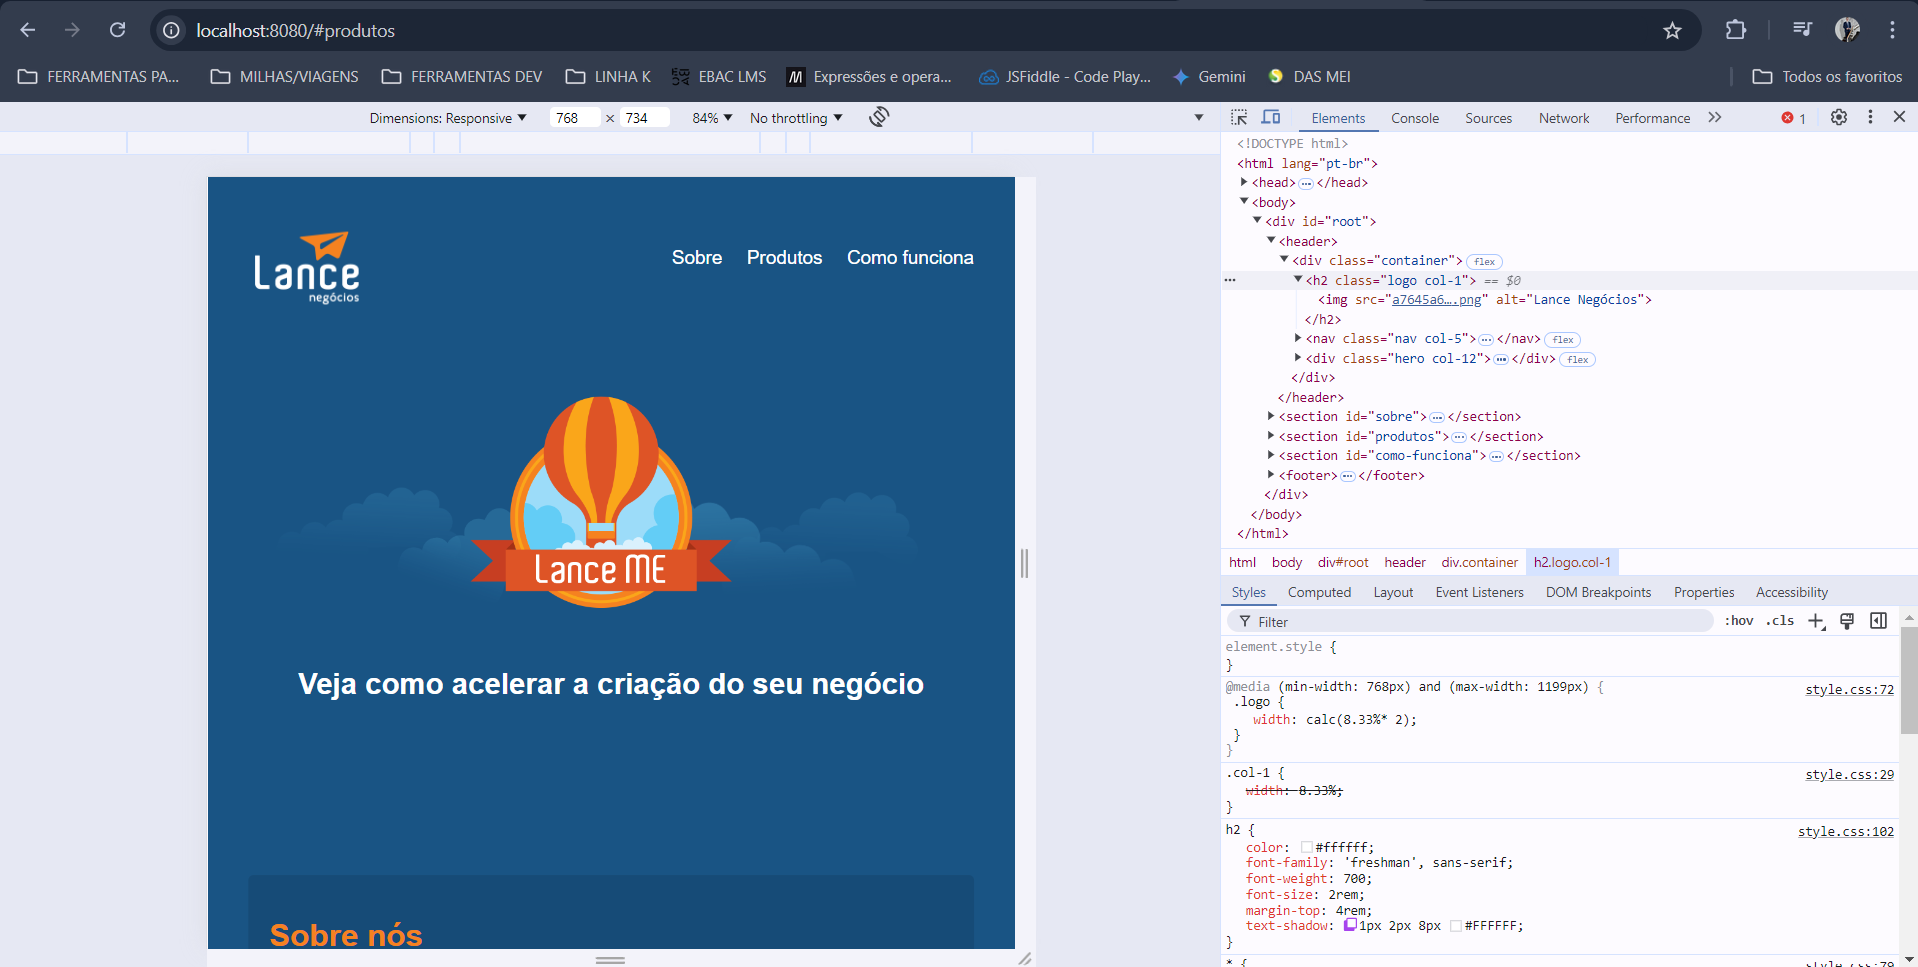 localhost:8080/#produtos
FERRAMENTAS PA... MILHAS/VIAGENS FERRAMENTAS DEV LINHA K EBAC LMS Expressões e opera... JSFiddle - Code Play... Gemini DAS MEI Todos os favoritos
Dimensions: Responsive 768 × 734 84% No throttling
Lance
negócios
Sobre Produtos Como funciona
Lance ME
Veja como acelerar a criação do seu negócio
Sobre nós
Elements Console Sources Network Performance 1
<!DOCTYPE html>
<html lang="pt-br">
<head> </head>
<body>
<div id="root">
<header>
<div class="container"> flex
<h2 class="logo col-1"> == $0
<img src="a7645a6….png" alt="Lance Negócios">
</h2>
<nav class="nav col-5"> </nav> flex
<div class="hero col-12"> </div> flex
</div>
</header>
<section id="sobre"> </section>
<section id="produtos"> </section>
<section id="como-funciona"> </section>
<footer> </footer>
</div>
</body>
</html>
html body div#root header div.container h2.logo.col-1
Styles Computed Layout Event Listeners DOM Breakpoints Properties Accessibility
Filter :hov .cls
element.style {
}
@media (min-width: 768px) and (max-width: 1199px) { style.css:72
.logo {
width: calc(8.33%* 2);
}
}
.col-1 { style.css:29
width: 8.33%;
}
h2 { style.css:102
color: #ffffff;
font-family: 'freshman', sans-serif;
font-weight: 700;
font-size: 2rem;
margin-top: 4rem;
text-shadow: 1px 2px 8px #FFFFFF;
}
* { style.css:79